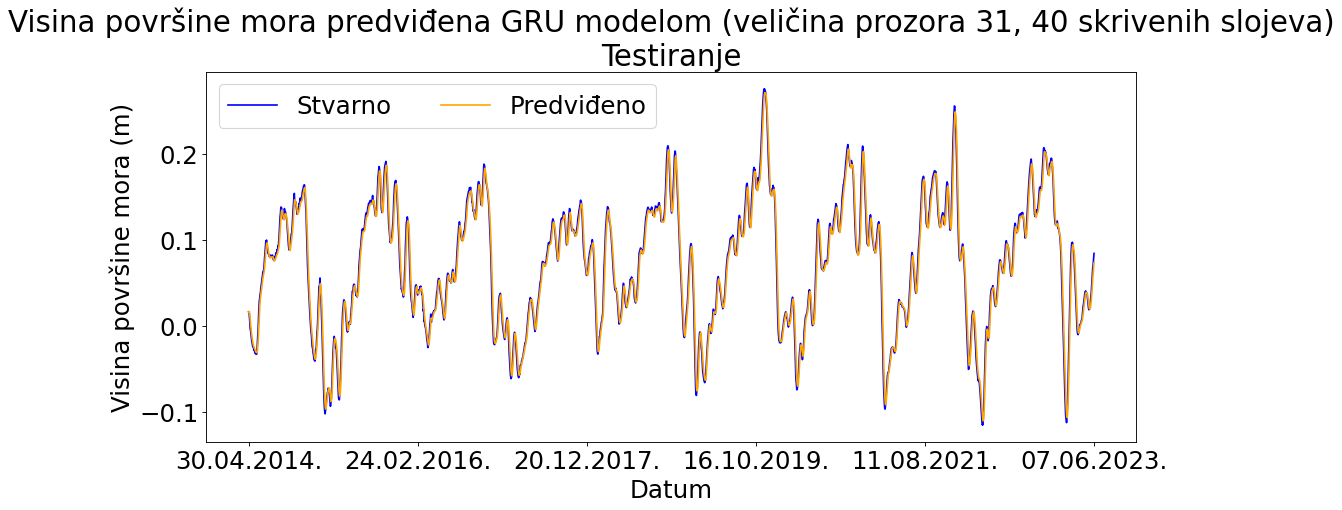 Visina površine mora predviđena GRU modelom (veličina prozora 31, 40 skrivenih slojeva)
Testiranje
Stvarno
Predviđeno
Visina površine mora (m)
0.2
0.1
0.0
−0.1
30.04.2014.
24.02.2016.
20.12.2017.
16.10.2019.
11.08.2021.
07.06.2023.
Datum